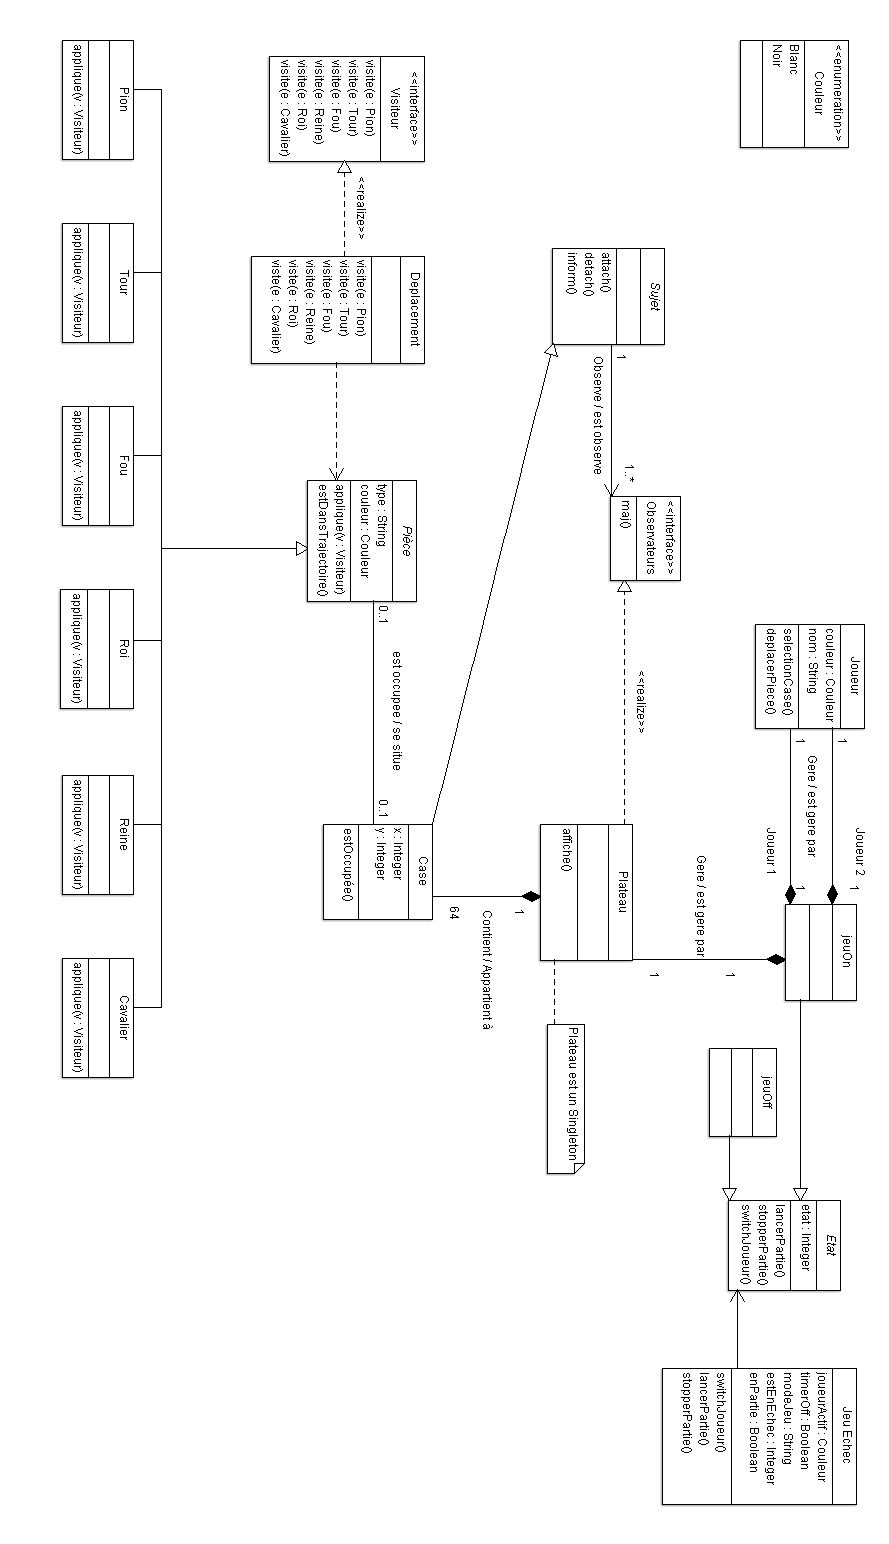 <<enumeration>>
Couleur
Blanc
Noir
Joueur
couleur : Couleur
nom : String
selectionCase()
deplacerPiece()
1
1
Gere / est gere par
Joueur 2
1
Joueur 1
1
jeuOn
jeuOff
Etat
etat : Integer
lancerPartie()
stopperPartie()
switchJoueur()
Jeu Echec
joueurActif : Couleur
timerOff : Boolean
modeJeu : String
estEnEchec : Integer
enPartie : Boolean
switchJoueur()
lancerPartie()
stopperPartie()
Gere / est gere par
1
1
Sujet
attach()
detach()
inform()
1
Observe / est observe
1..*
<<interface>>
Observateurs
maj()
<<realize>>
Plateau
affiche()
Plateau est un Singleton
1
Contient / Appartient à
64
<<interface>>
Visiteur
visite(e : Pion)
visite(e : Tour)
visite(e : Fou)
visite(e : Reine)
visite(e : Roi)
visite(e : Cavalier)
<<realize>>
Deplacement
visite(e : Pion)
visite(e : Tour)
visite(e : Fou)
visite(e : Reine)
viste(e : Roi)
viste(e : Cavalier)
Pièce
type : String
couleur : Couleur
applique(v : Visiteur)
estDansTrajectoire()
0..1
est occupee / se situe
0..1
Case
x : Integer
y : Integer
estOccupée()
Pion
applique(v : Visiteur)
Tour
applique(v : Visiteur)
Fou
applique(v : Visiteur)
Roi
applique(v : Visiteur)
Reine
applique(v : Visiteur)
Cavalier
applique(v : Visiteur)